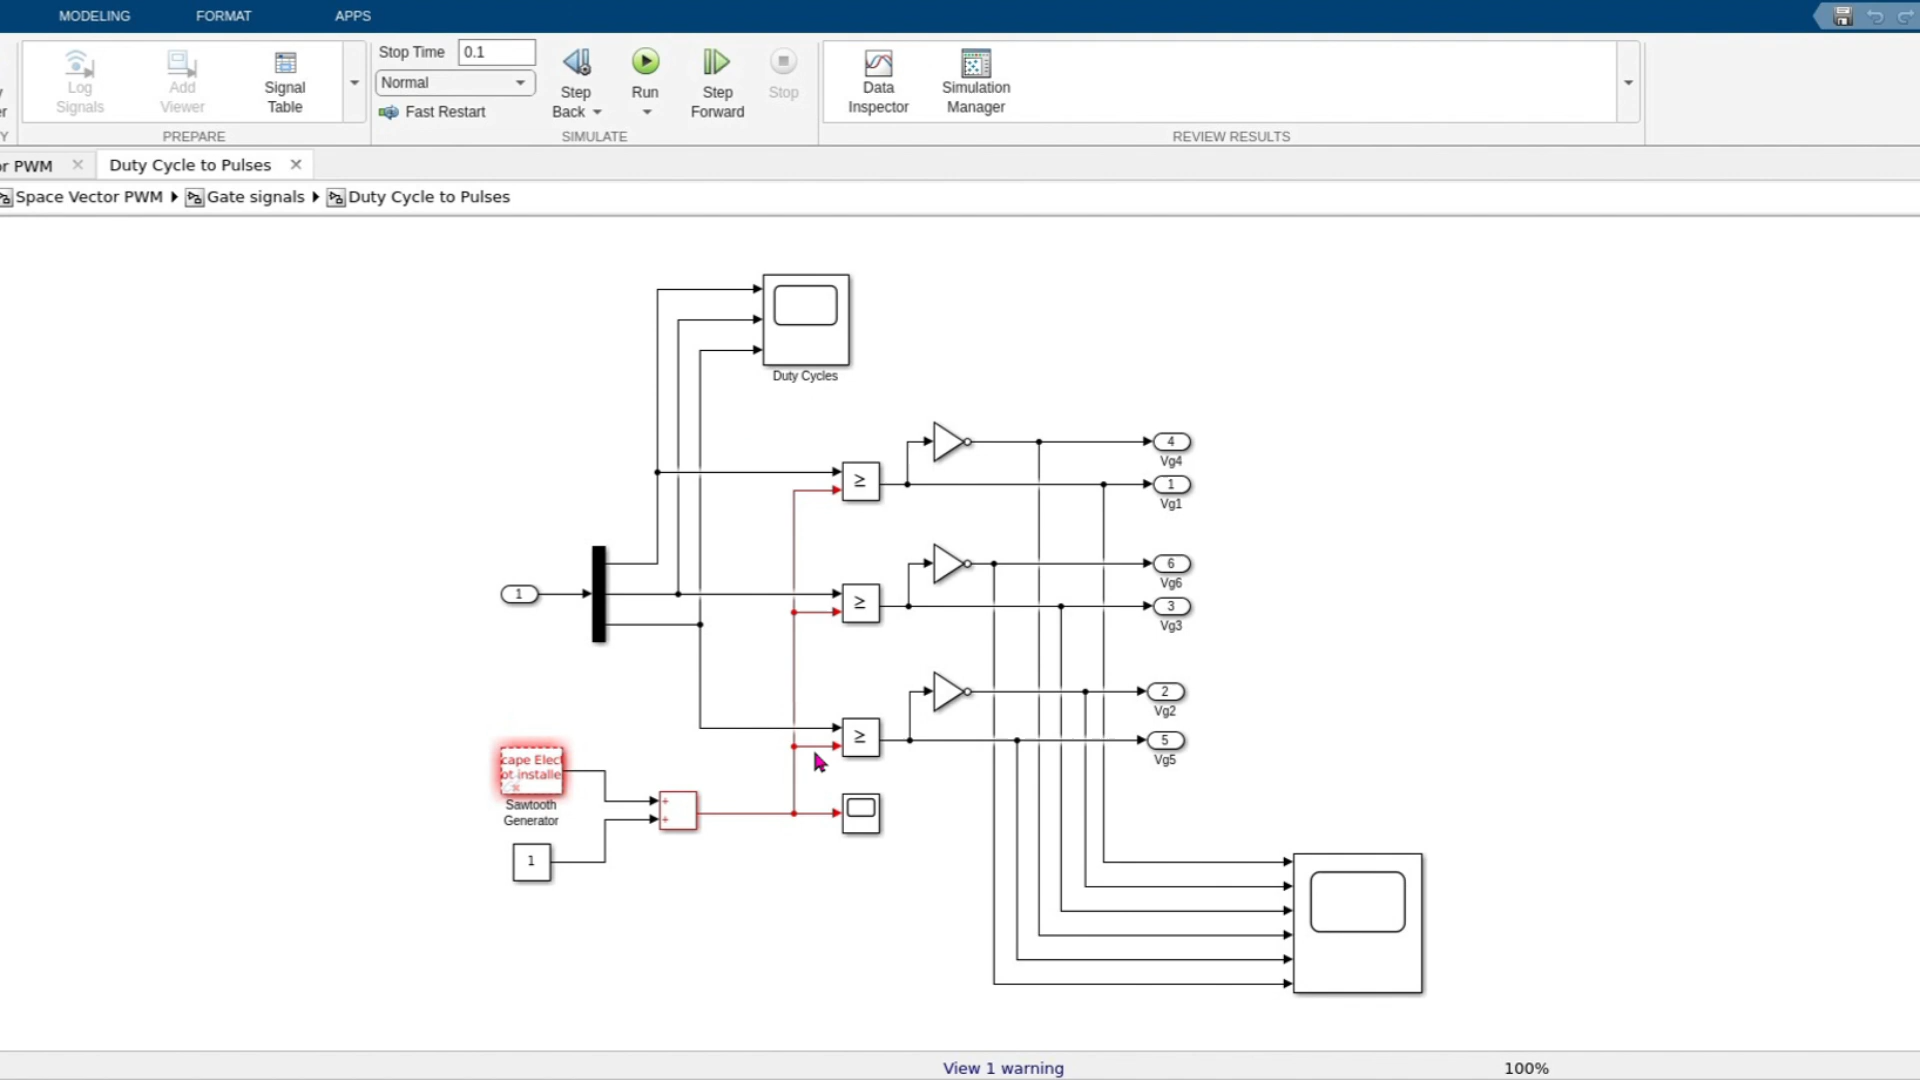 MODELING
FORMAT
APPS
Stop Time
0.1
Normal
Fast Restart
Log
Signals
Add
Viewer
Signal
Table
Step
Back
Run
Step
Forward
Stop
Data
Inspector
Simulation
Manager
PREPARE
SIMULATE
REVIEW RESULTS
or PWM
Duty Cycle to Pulses
Space Vector PWM
Gate signals
Duty Cycle to Pulses
Duty Cycles
4
Vg4
≥
1
Vg1
6
Vg6
1
≥
3
Vg3
2
Vg2
≥
5
Vg5
cape Elect
ot installe
Sawtooth
Generator
+
+
1
View 1 warning
100%